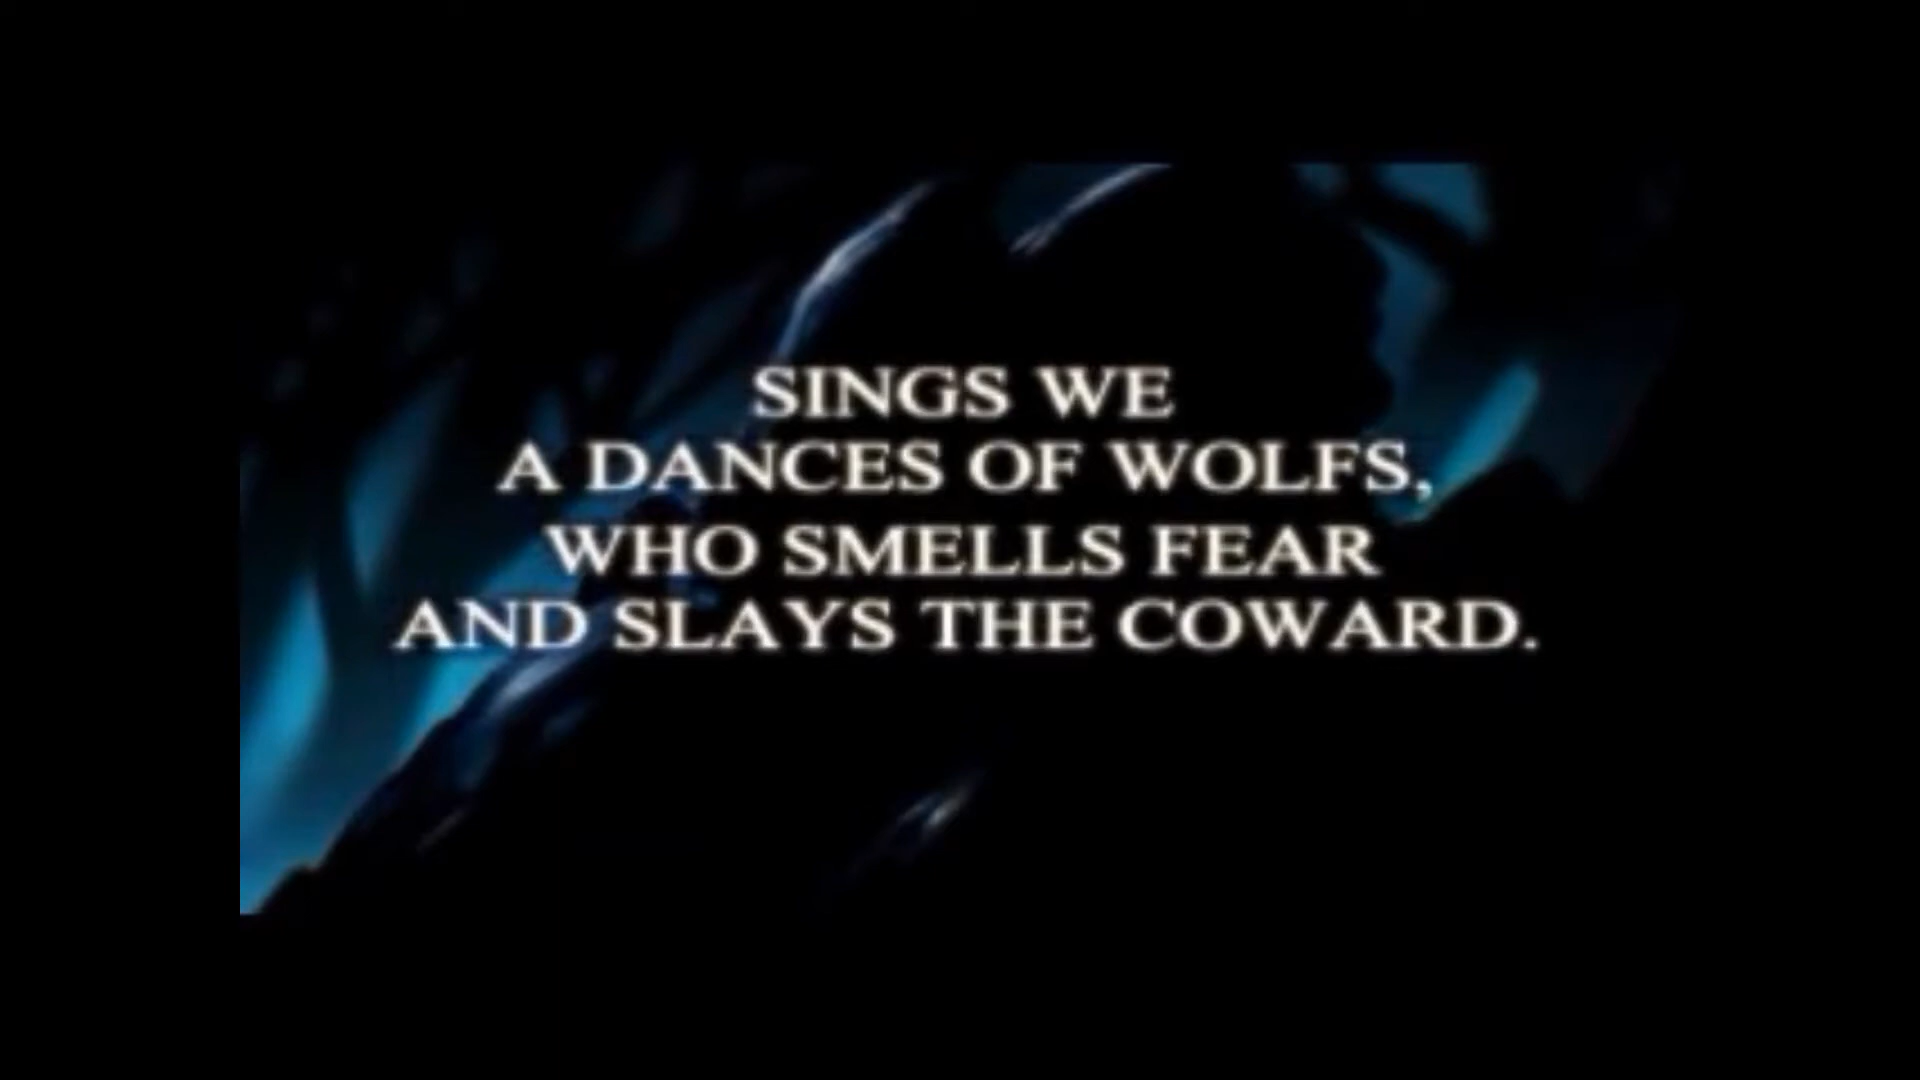 SINGS WE
A DANCES OF WOLFS,
WHO SMELLS FEAR
AND SLAYS THE COWARD.